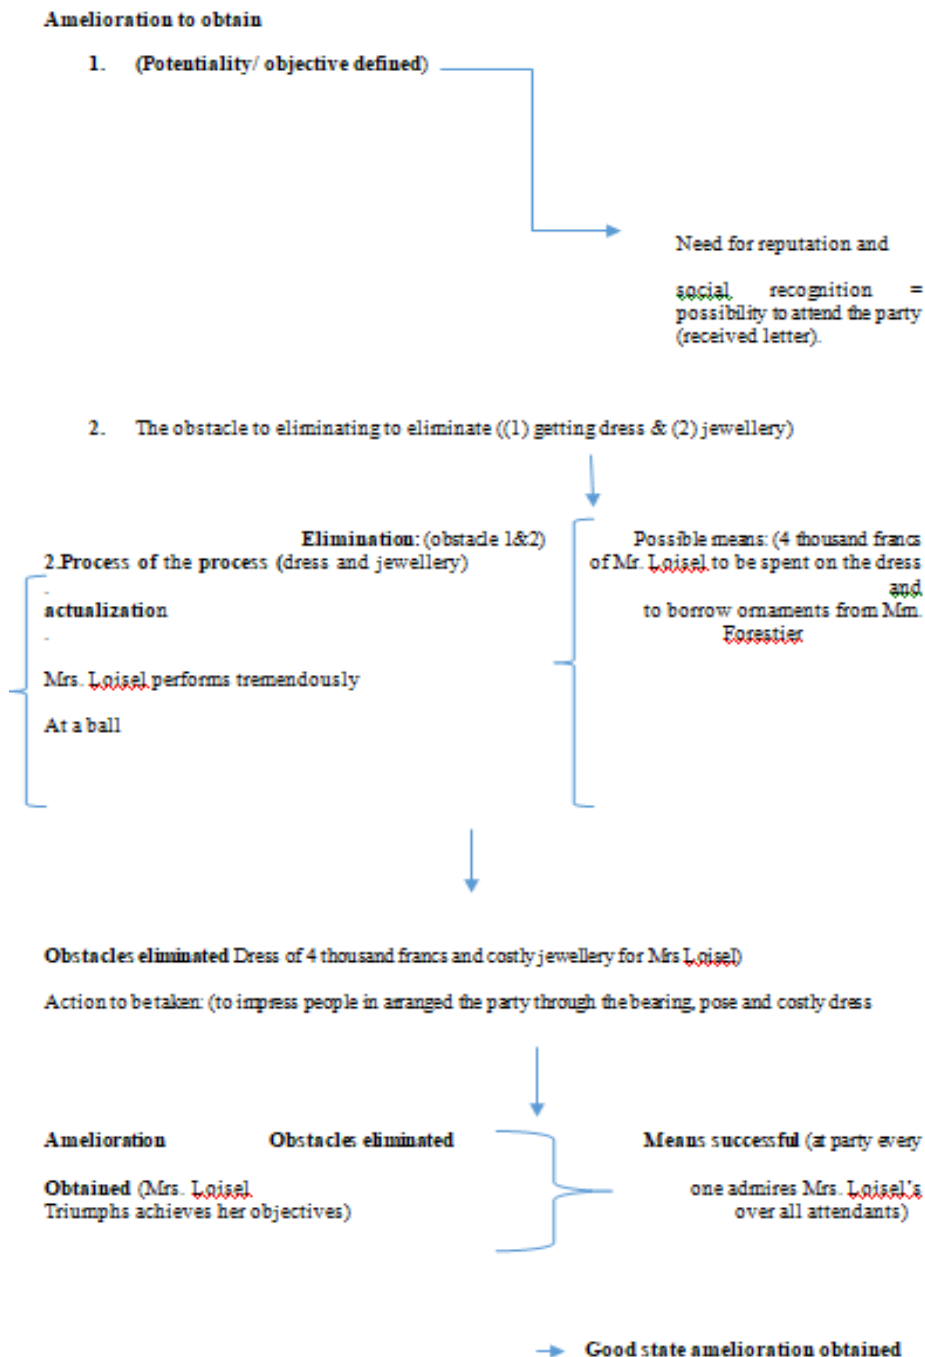 Amelioration to obtain
1. (Potentiality/ objective defined)
Need for reputation and
social recognition =
possibility to attend the party
(received letter).
2. The obstacle to eliminating to eliminate ((1) getting dress & (2) jewellery)
Elimination: (obstacle 1&2)
2.Process of the process (dress and jewellery)
.
actualization
.
Mrs. Loisel performs tremendously
At a ball
Possible means: (4 thousand francs
of Mr. Loisel to be spent on the dress
and
to borrow ornaments from Mm.
Forestier
Obstacles eliminated Dress of 4 thousand francs and costly jewellery for Mrs Loisel)
Action to be taken: (to impress people in arranged the party through the bearing, pose and costly dress
Amelioration Obstacles eliminated
Obtained (Mrs. Loisel
Triumphs achieves her objectives)
Means successful (at party every
one admires Mrs. Loisel's
over all attendants)
Good state amelioration obtained